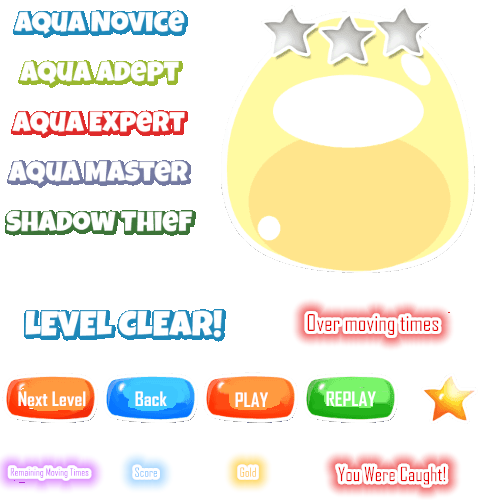 Aqua Novice
Aqua Adept
Aqua Expert
Aqua Master
Shadow Thief
LEVEL CLEAR!
Over moving times
Next Level
Back
PLAY
REPLAY
Remaining Moving Times
Score
Gold
You Were Caught!